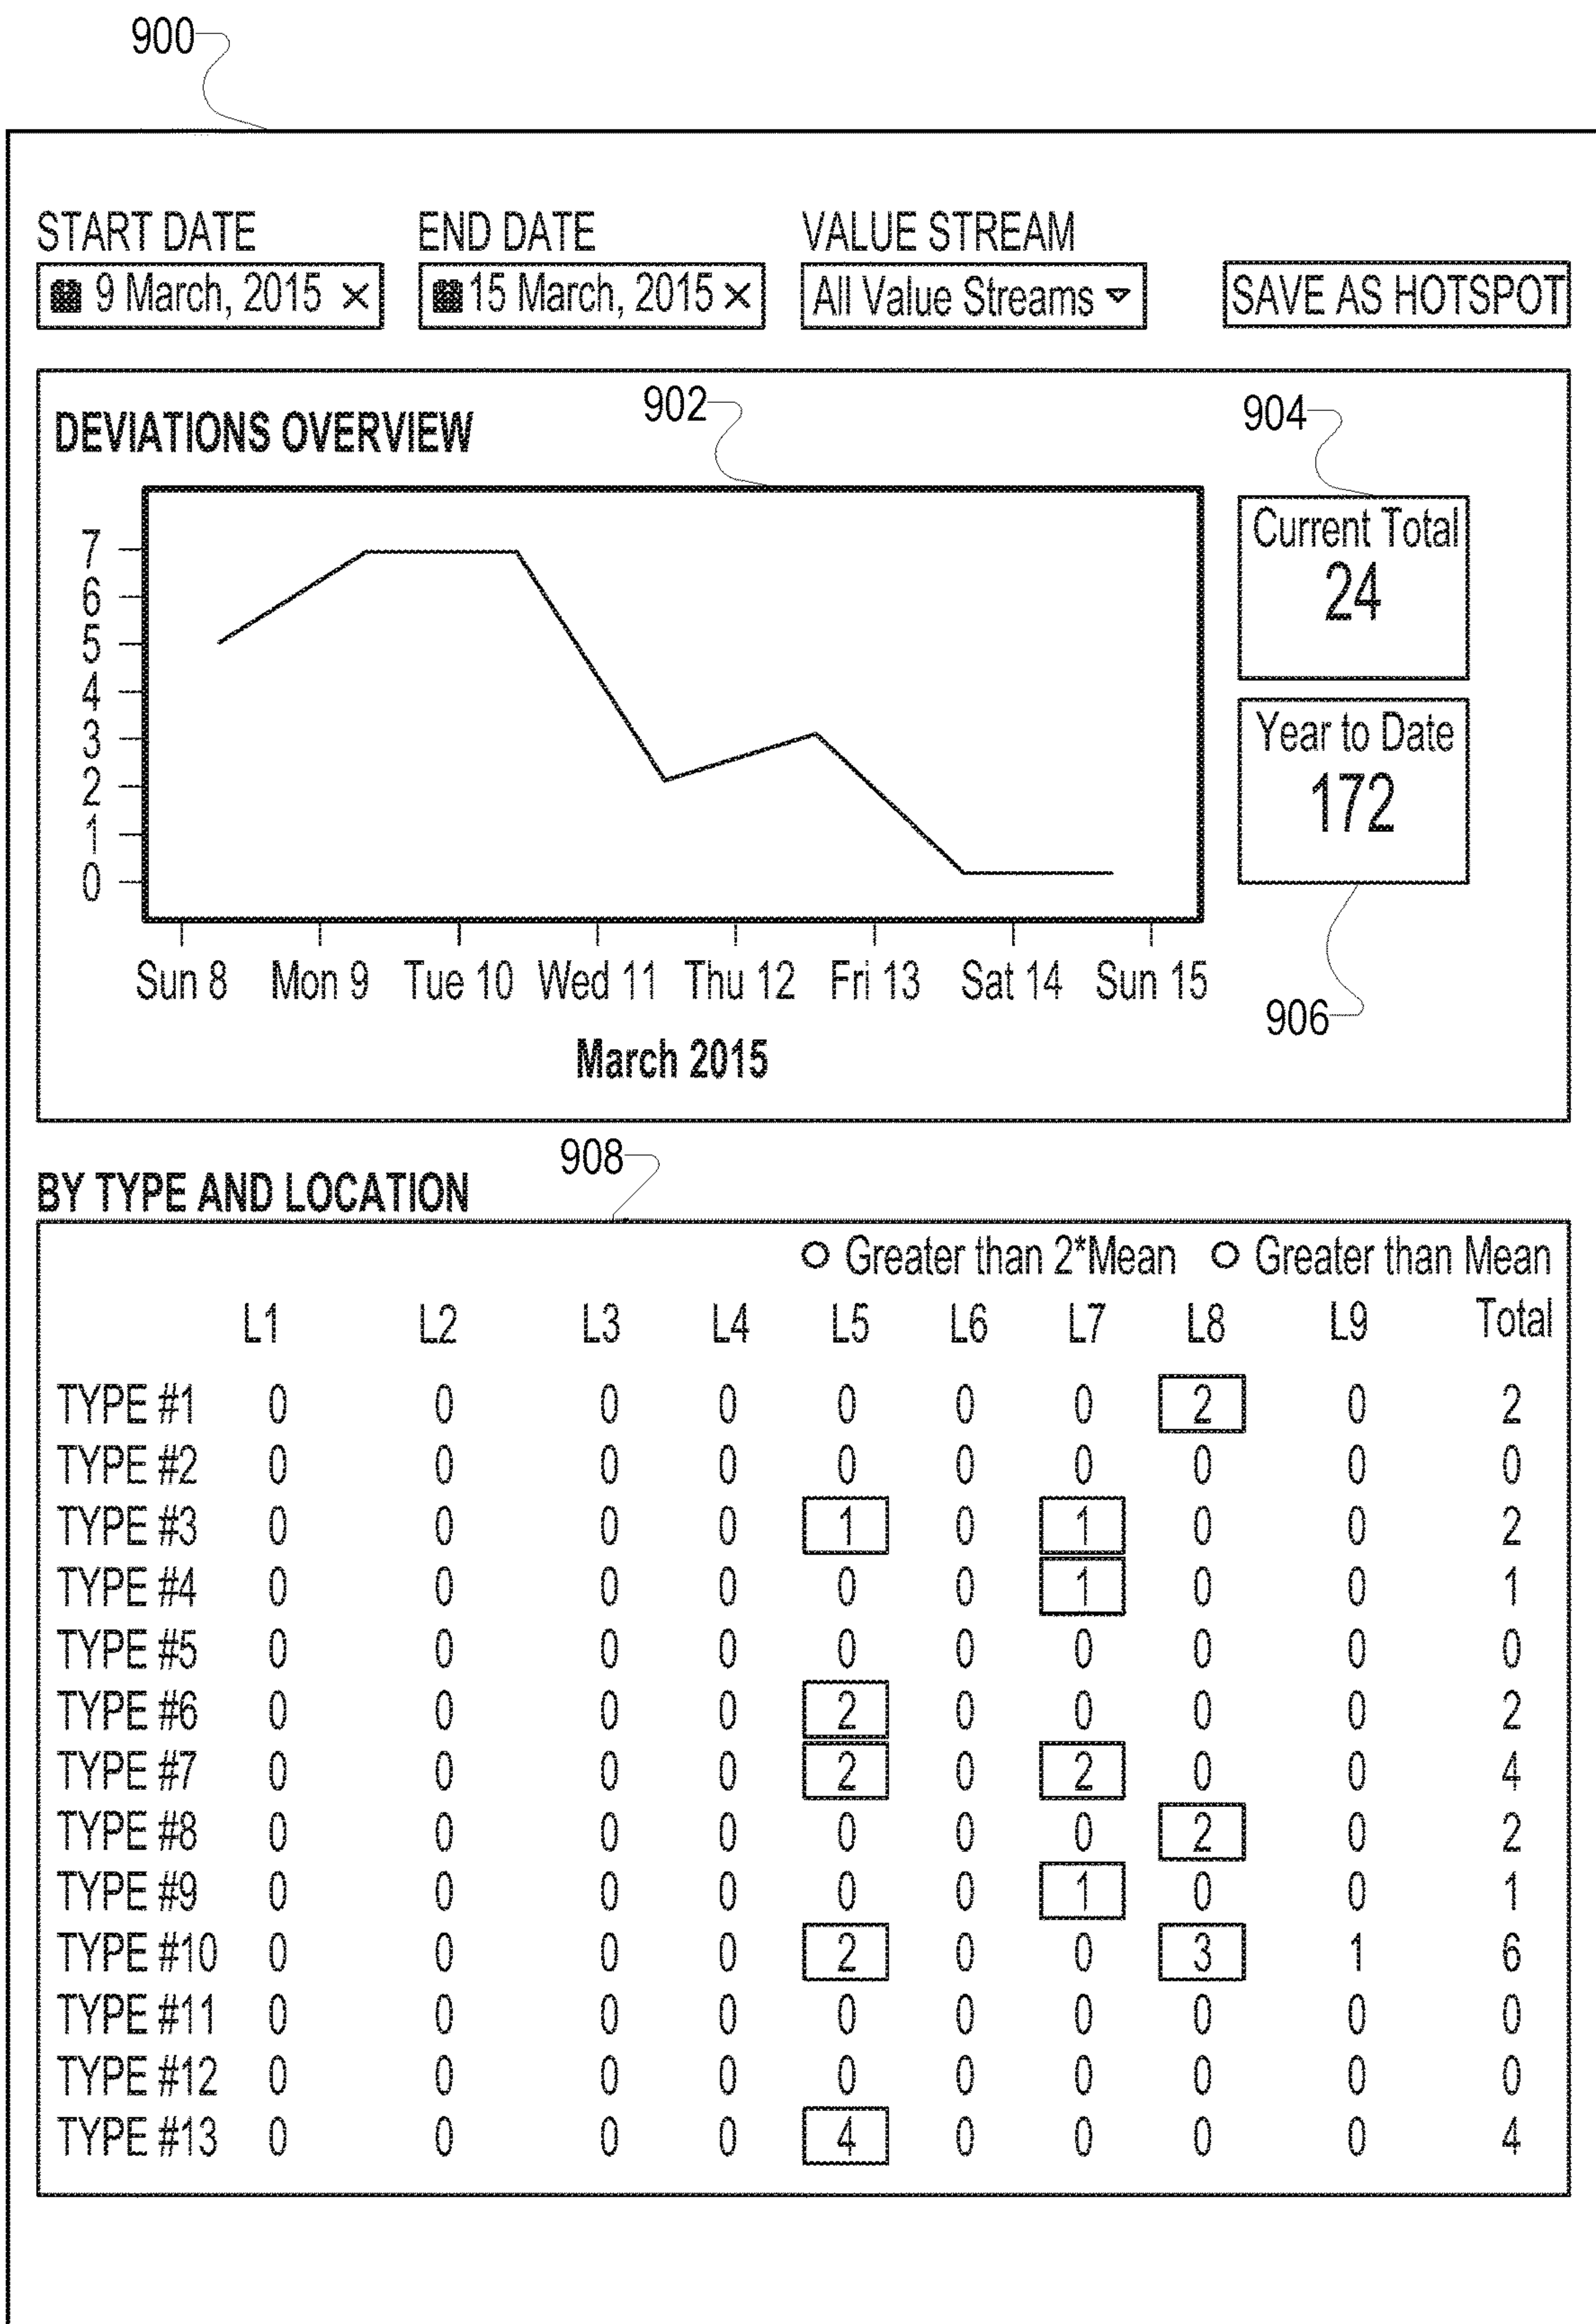 900
START DATE END DATE VALUE STREAM
9 March, 2015 × 15 March, 2015 × All Value Streams SAVE AS HOTSPOT
DEVIATIONS OVERVIEW 902 904
Current Total
24
Year to Date
172
7
6
5
4
3
2
1
0
Sun 8 Mon 9 Tue 10 Wed 11 Thu 12 Fri 13 Sat 14 Sun 15
906
March 2015
908
BY TYPE AND LOCATION
Greater than 2*Mean Greater than Mean
L1 L2 L3 L4 L5 L6 L7 L8 L9 Total
TYPE #1 0 0 0 0 0 0 0 2 0 2
TYPE #2 0 0 0 0 0 0 0 0 0 0
TYPE #3 0 0 0 0 1 0 1 0 0 2
TYPE #4 0 0 0 0 0 0 1 0 0 1
TYPE #5 0 0 0 0 0 0 0 0 0 0
TYPE #6 0 0 0 0 2 0 0 0 0 2
TYPE #7 0 0 0 0 2 0 2 0 0 4
TYPE #8 0 0 0 0 0 0 0 2 0 2
TYPE #9 0 0 0 0 0 0 1 0 0 1
TYPE #10 0 0 0 0 2 0 0 3 1 6
TYPE #11 0 0 0 0 0 0 0 0 0 0
TYPE #12 0 0 0 0 0 0 0 0 0 0
TYPE #13 0 0 0 0 4 0 0 0 0 4